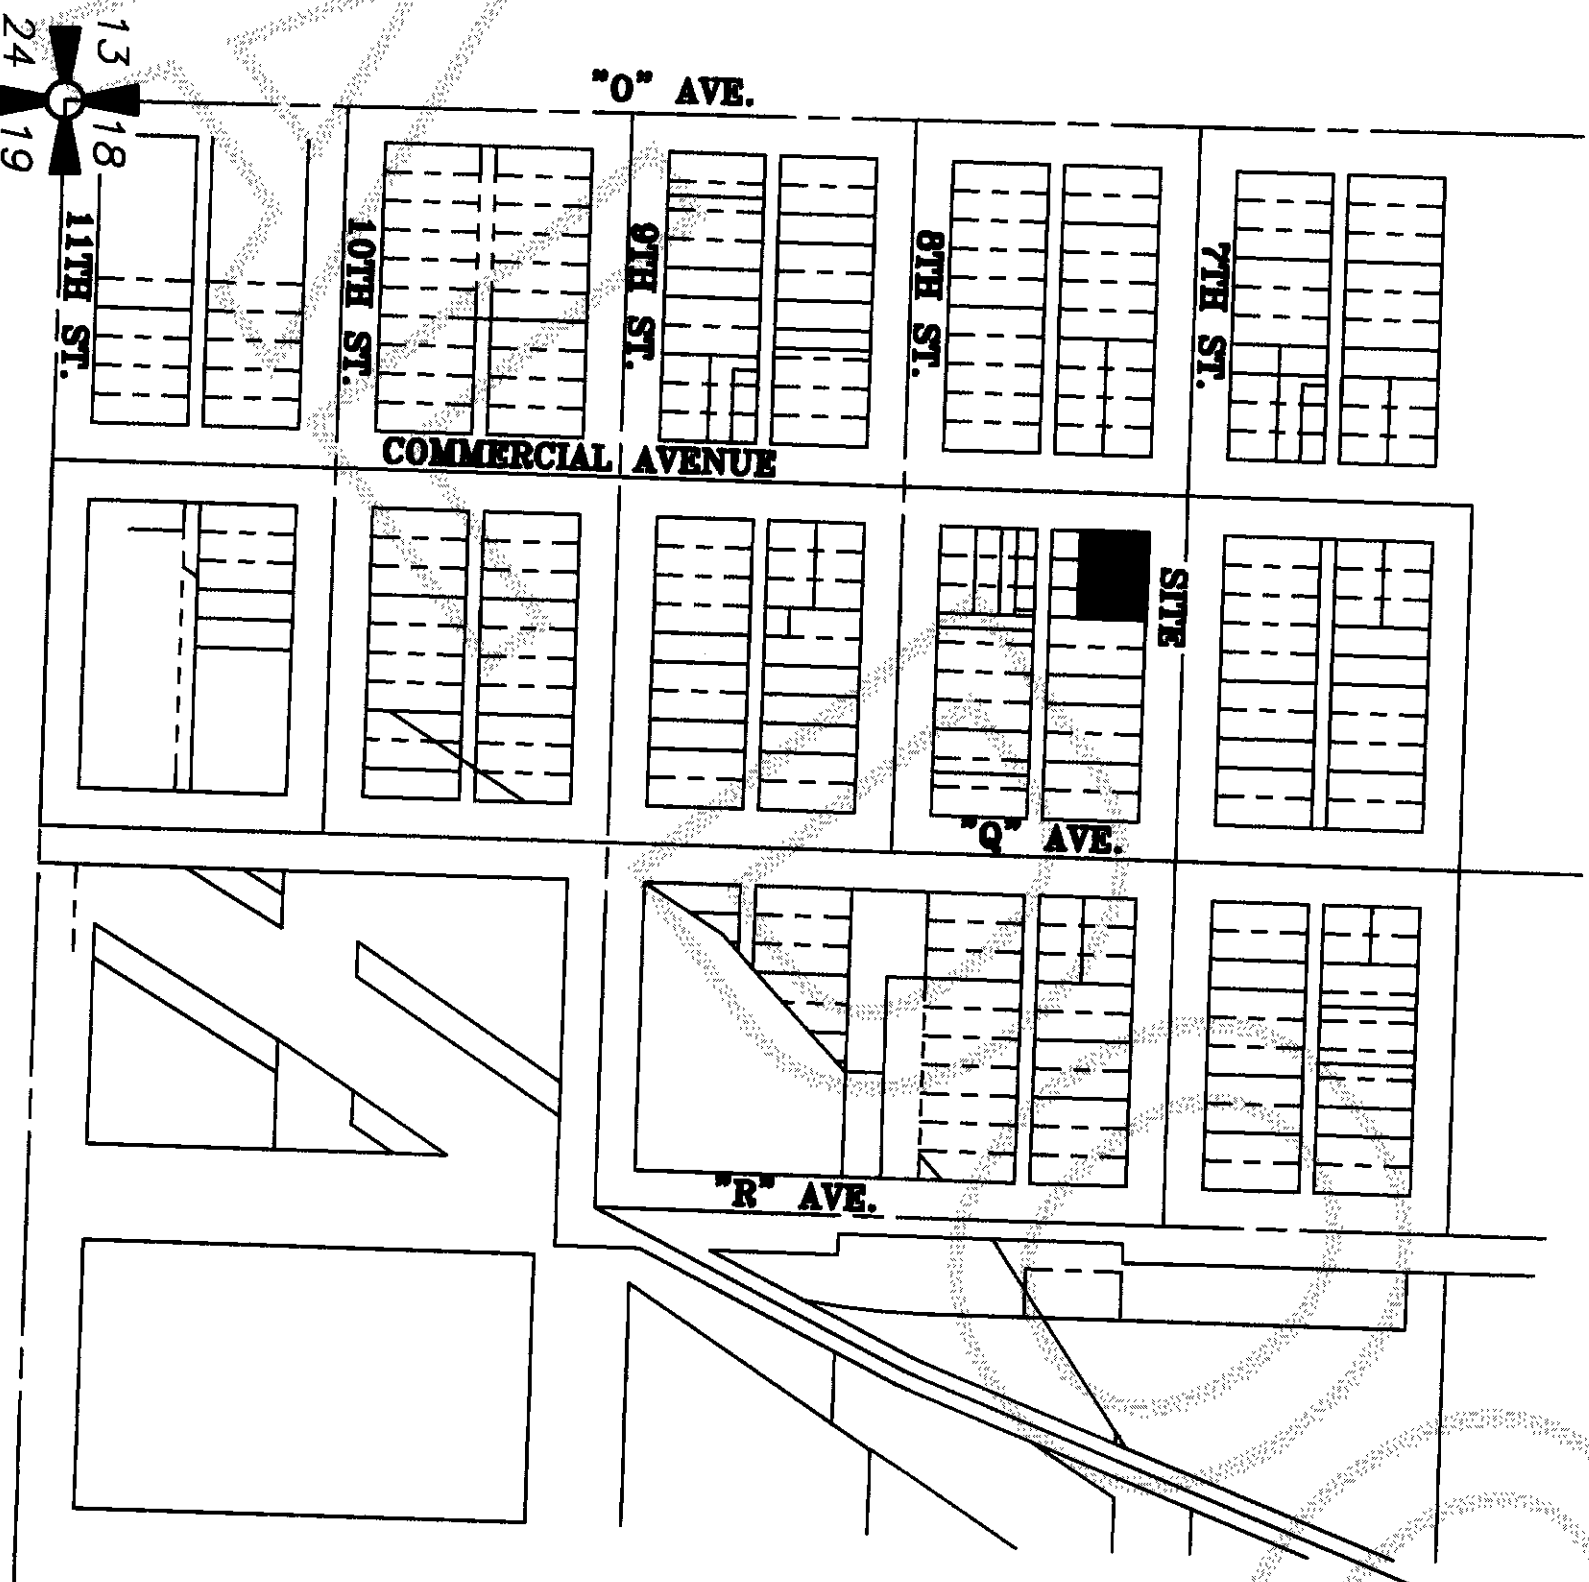 "O" AVE.
13
24
18
19
11TH ST.
10TH ST.
9TH ST.
8TH ST.
7TH ST.
COMMERCIAL AVENUE
SITE
"Q" AVE.
"R" AVE.